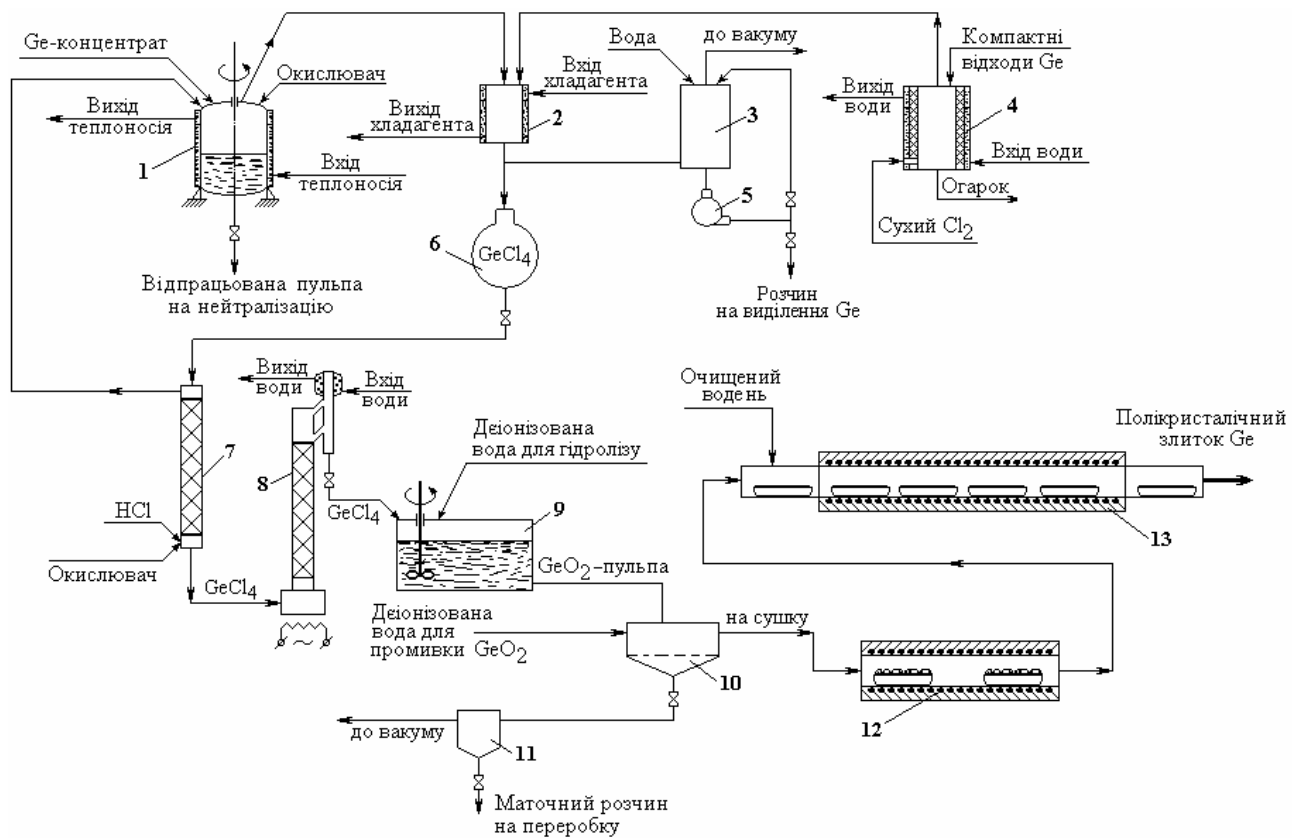 Ge-концентрат
Окислювач
Вихід
теплоносія
1
Вхід
теплоносія
Відпрацьована пульпа
на нейтралізацію
Вхід
хладагента
2
Вихід
хладагента
Вода
до вакуму
3
5
Розчин
на виділення Ge
Компактні
відходи Ge
Вихід
води
4
Вхід води
Огарок
Сухий Cl₂
6
GeCl₄
7
HCl
Окислювач
GeCl₄
Вихід
води
Вхід
води
8
GeCl₄
Деіонізована
вода для гідролізу
9
GeO₂-пульпа
Деіонізована
вода для
промивки GeO₂
10
на сушку
до вакуму
11
Маточний розчин
на переробку
12
Очищений
водень
Полікристалічний
злиток Ge
13